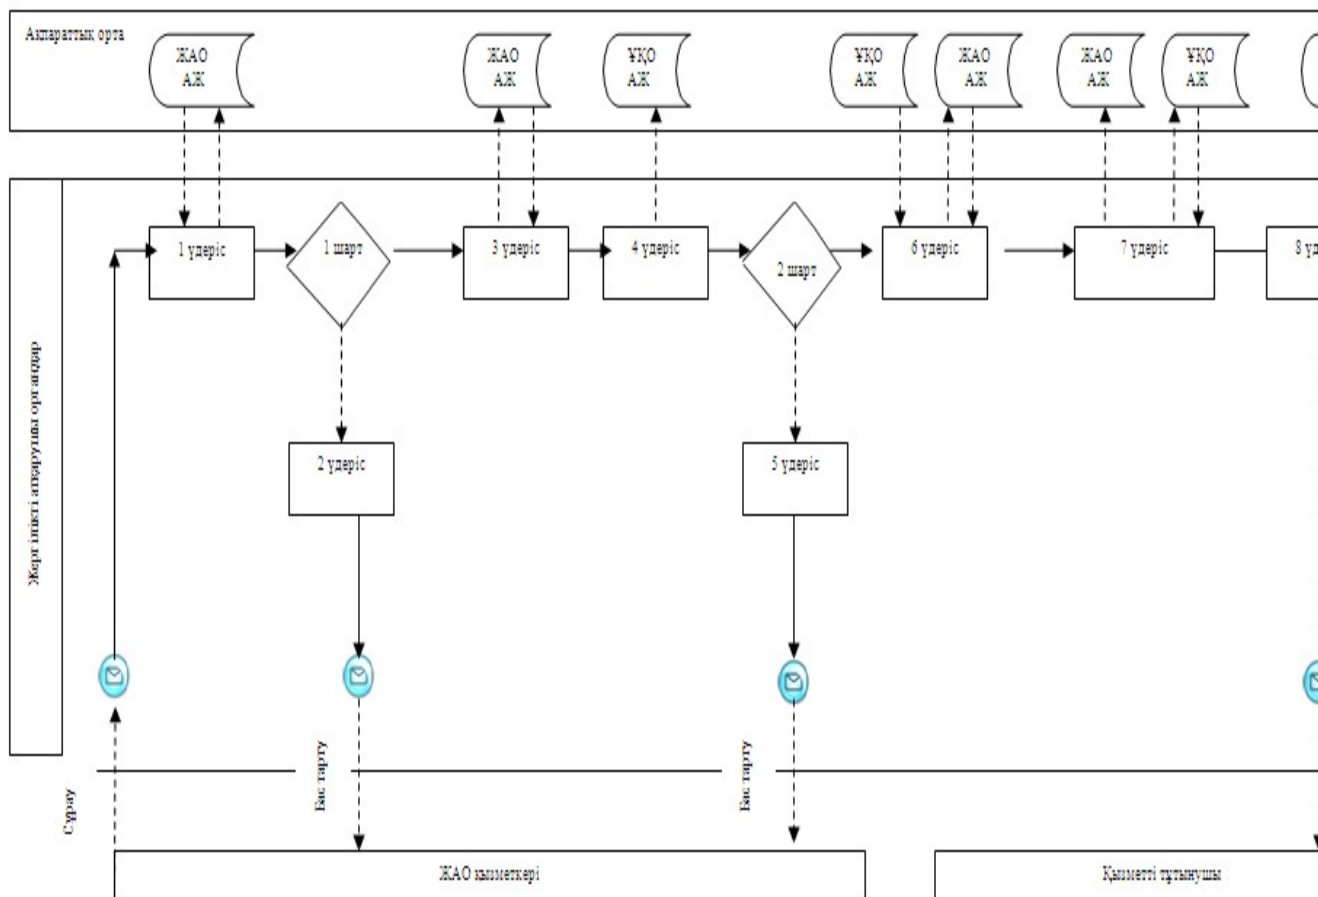 Ақпараттық орта
ЖАО
АЖ
ЖАО
АЖ
ҰҚО
АЖ
ҰҚО
АЖ
ЖАО
АЖ
ЖАО
АЖ
ҰҚО
АЖ
1 үдеріс
1 шарт
3 үдеріс
4 үдеріс
2 шарт
6 үдеріс
7 үдеріс
8 үд
2 үдеріс
5 үдеріс
Жергілікті атқарушы органдар
Сұрау
Бас тарту
Бас тарту
ЖАО қызметкері
Қызметті тұтынушы